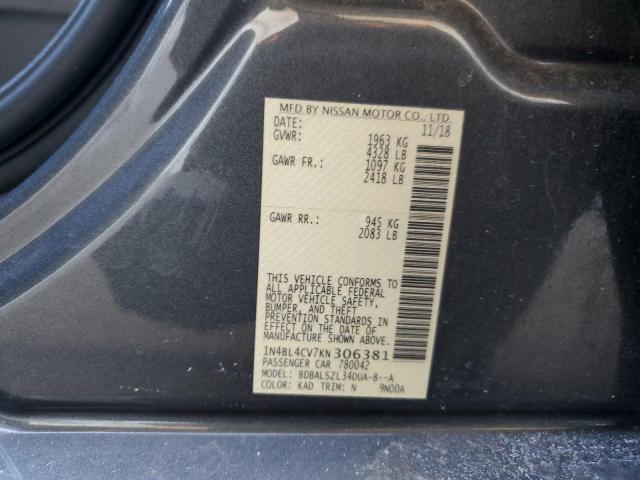 MFD BY NISSAN MOTOR CO., LTD.
DATE: 11/18
GVWR: 1963 KG
4328 LB
GAWR FR.: 1097 KG
2418 LB
GAWR RR.: 945 KG
2083 LB
THIS VEHICLE CONFORMS TO
ALL APPLICABLE FEDERAL
MOTOR VEHICLE SAFETY,
BUMPER, AND THEFT
PREVENTION STANDARDS IN
EFFECT ON THE DATE OF
MANUFACTURE SHOWN ABOVE.
1N4BL4CV7KN306381
PASSENGER CAR 780042
MODEL: BDBALSZL34DUA-8--A
COLOR: KAD TRIM: N 9N00A